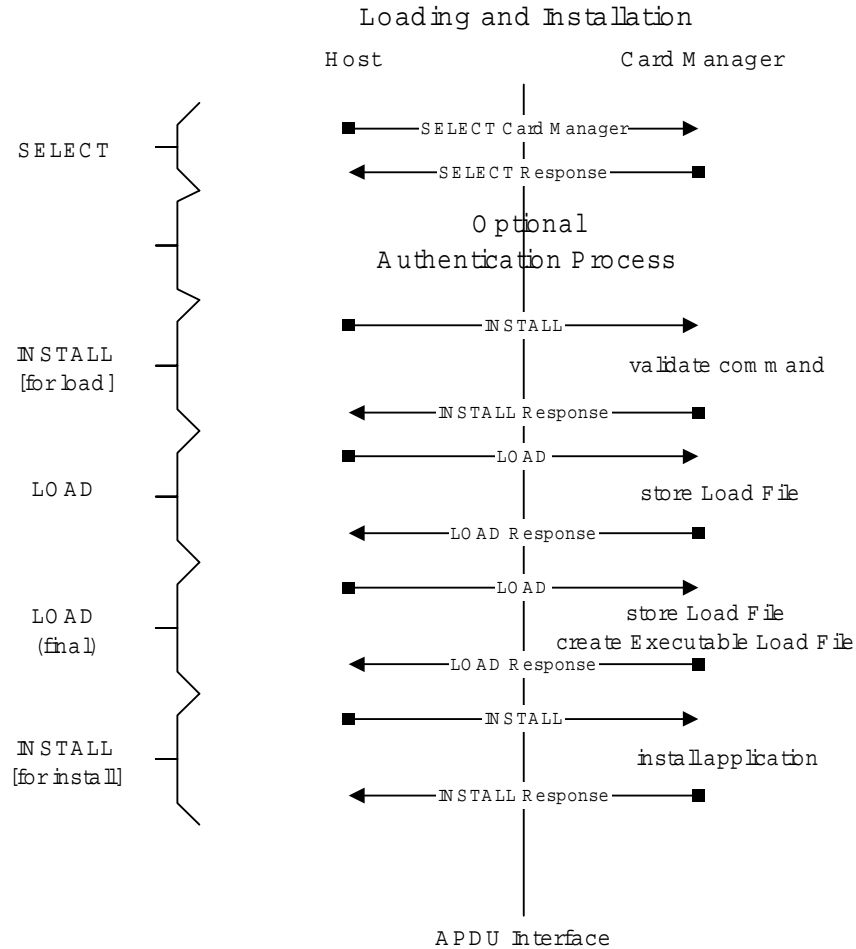 Loading and Installation
Host
Card Manager
SELECT
SELECT Card Manager
SELECT Response
Optional
Authentication Process
INSTALL
[for load]
INSTALL
validate command
INSTALL Response
LOAD
LOAD
store Load File
LOAD Response
LOAD
(final)
LOAD
store Load File
create Executable Load File
LOAD Response
INSTALL
[for install]
INSTALL
install application
INSTALL Response
APDU Interface